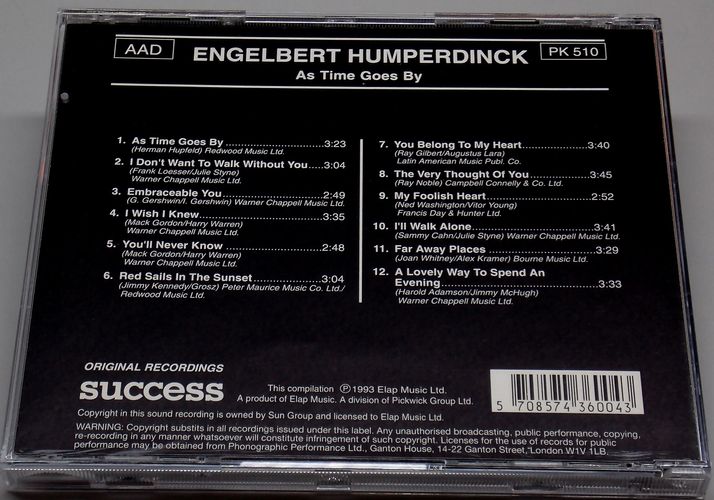 AAD
ENGELBERT HUMPERDINCK
PK 510
As Time Goes By
1. As Time Goes By ...............................3:23
(Herman Hupfeld) Redwood Music Ltd.
2. I Don't Want To Walk Without You....3:04
(Frank Loesser/Julie Styne)
Warner Chappell Music Ltd.
3. Embraceable You ...............................2:49
(G. Gershwin/I. Gershwin) Warner Chappell Music Ltd.
4. I Wish I Knew......................................3:35
(Mack Gordon/Harry Warren)
Warner Chappell Music Ltd.
5. You'll Never Know ..............................2:48
(Mack Gordon/Harry Warren)
Warner Chappell Music Ltd.
6. Red Sails In The Sunset......................3:04
(Jimmy Kennedy/Grosz) Peter Maurice Music Co. Ltd./
Redwood Music Ltd.
7. You Belong To My Heart....................3:40
(Ray Gilbert/Augustus Lara)
Latin American Music Publ. Co.
8. The Very Thought Of You..................3:45
(Ray Noble) Campbell Connelly & Co. Ltd.
9. My Foolish Heart................................2:52
(Ned Washington/Vitor Young)
Francis Day & Hunter Ltd.
10. I'll Walk Alone....................................3:41
(Sammy Cahn/Julie Styne) Warner Chappell Music Ltd.
11. Far Away Places................................3:29
(Joan Whitney/Alex Kramer) Bourne Music Ltd.
12. A Lovely Way To Spend An
Evening..............................................3:33
(Harold Adamson/Jimmy McHugh)
Warner Chappell Music Ltd.
ORIGINAL RECORDINGS
success
This compilation ℗1993 Elap Music Ltd.
A product of Elap Music. A division of Pickwick Group Ltd.
5 708574 360043
Copyright in this sound recording is owned by Sun Group and licensed to Elap Music Ltd.
WARNING: Copyright substits in all recordings issued under this label. Any unauthorised broadcasting, public performance, copying,
re-recording in any manner whatsoever will constitute infringement of such copyright. Licenses for the use of records for public
performance may be obtained from Phonographic Performance Ltd., Ganton House, 14-22 Ganton Street, London W1V 1LB.